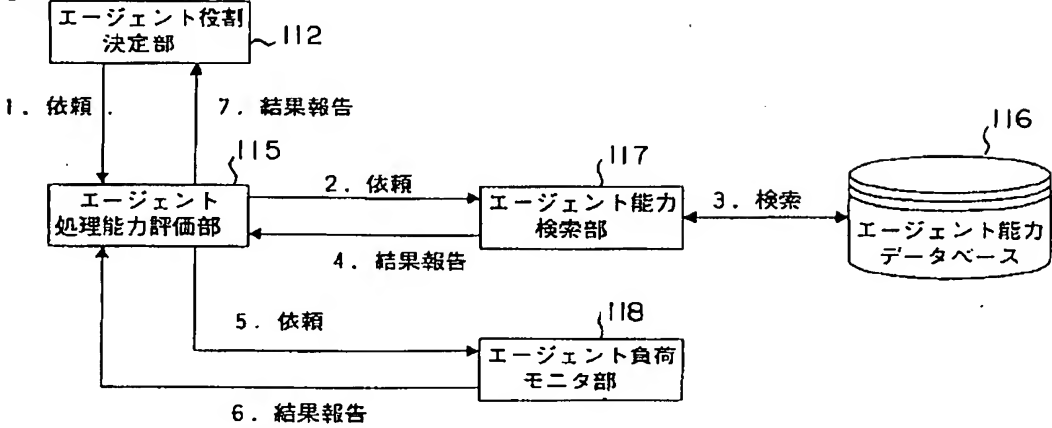 エージェント役割
決定部
112
1. 依頼
7. 結果報告
115
エージェント
処理能力評価部
2. 依頼
4. 結果報告
117
エージェント能力
検索部
3. 検索
116
エージェント能力
データベース
5. 依頼
118
エージェント負荷
モニタ部
6. 結果報告